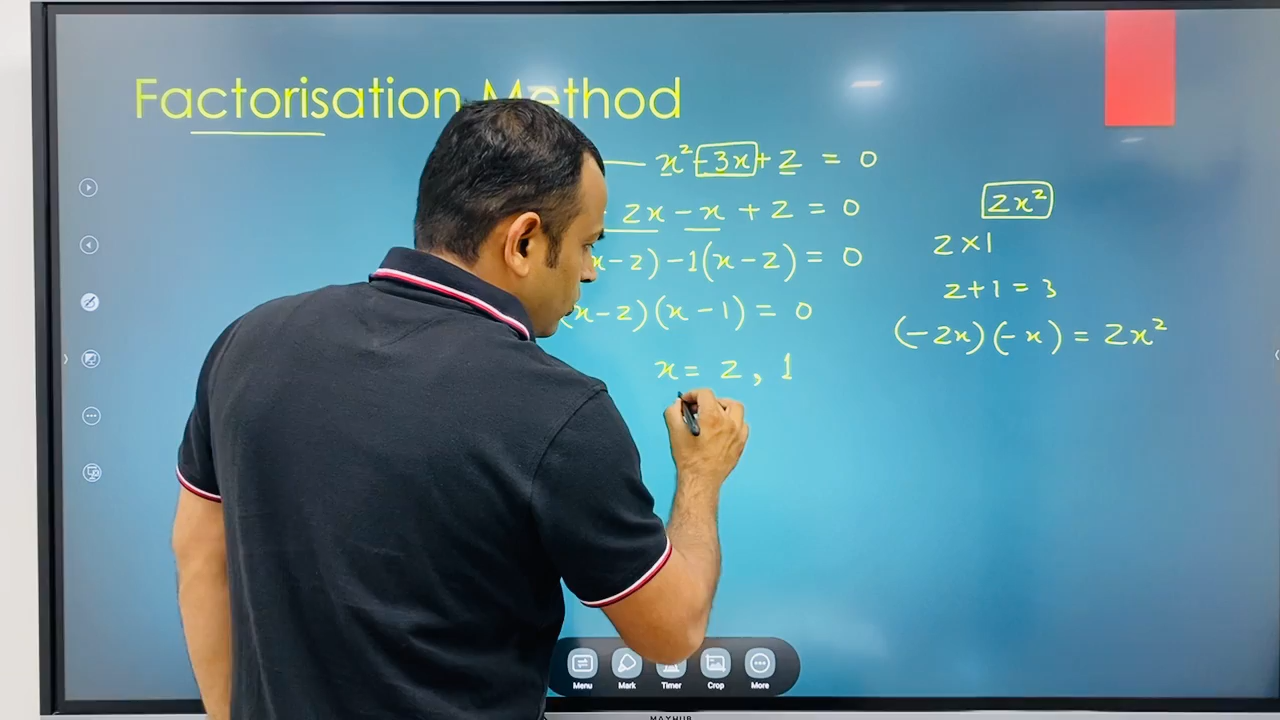 Factorisation Method
x² -3x + 2 = 0
2x - x + 2 = 0
x-2) -1(x-2) = 0
(x-2)(x-1) = 0
x = 2, 1
2x²
2×1
2+1 = 3
(-2x)(-x) = 2x²
Menu
Mark
Timer
Crop
More
MAXHUB